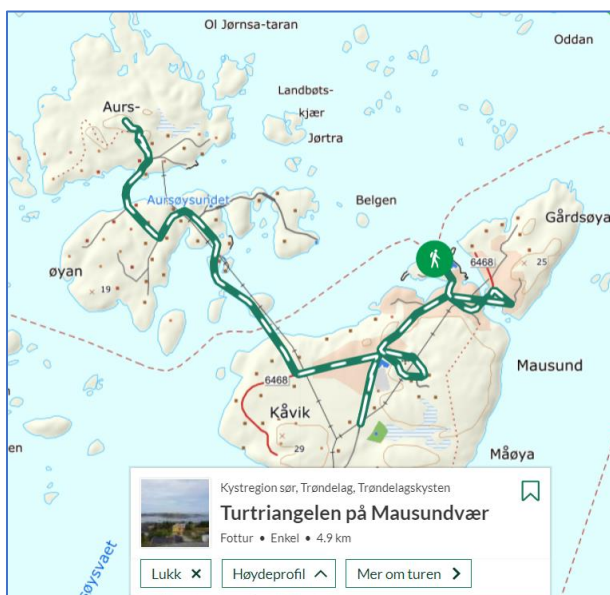 Ol Jørnsa-taran
Oddan
Landbøts-
kjær
Jørtra
Aurs-
Aursøysundet
Belgen
Gårdsøya
øyan
19
6468
25
6468
Mausund
Kåvik
29
Måøya
en
søysvaet
Kystregion sør, Trøndelag, Trøndelagskysten
Turtriangelen på Mausundvær
Fottur • Enkel • 4.9 km
Lukk ×
Høydeprofil
Mer om turen